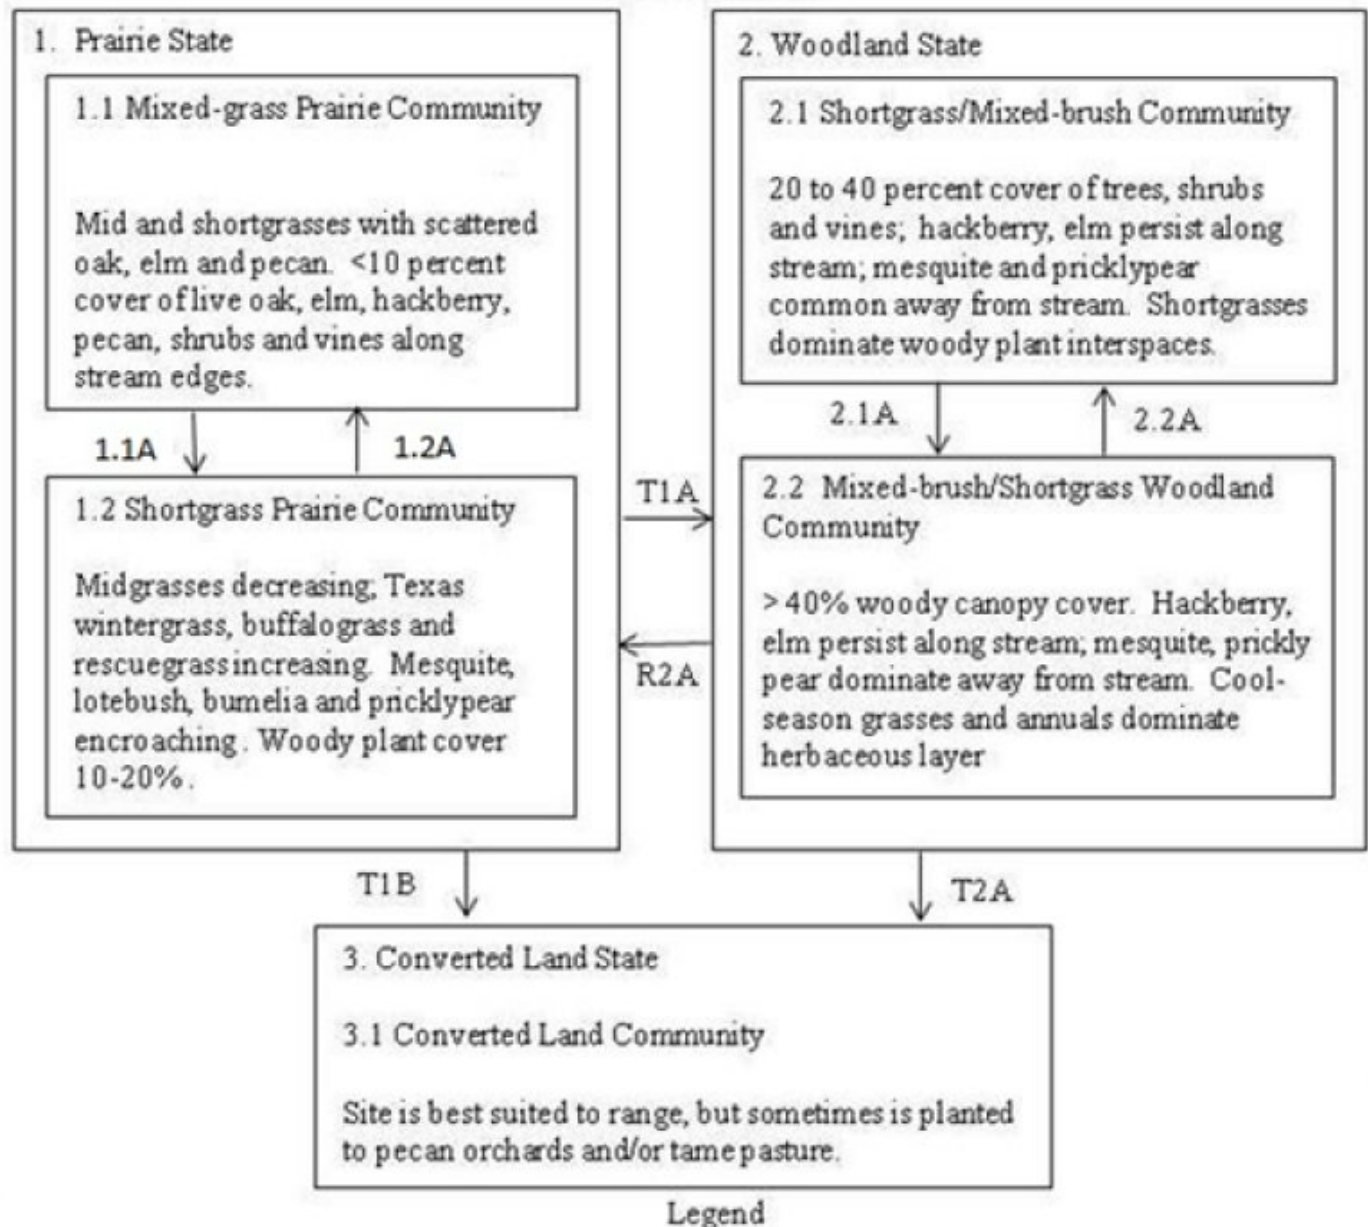 1. Prairie State
1.1 Mixed-grass Prairie Community
Mid and shortgrasses with scattered
oak, elm and pecan. <10 percent
cover of live oak, elm, hackberry,
pecan, shrubs and vines along
stream edges.
1.1A
1.2A
1.2 Shortgrass Prairie Community
Midgrasses decreasing; Texas
wintergrass, buffalograss and
rescuegrass increasing. Mesquite,
lotebush, bumelia and pricklypear
encroaching. Woody plant cover
10-20%.
T1A
R2A
2. Woodland State
2.1 Shortgrass/Mixed-brush Community
20 to 40 percent cover of trees, shrubs
and vines; hackberry, elm persist along
stream; mesquite and pricklypear
common away from stream. Shortgrasses
dominate woody plant interspaces.
2.1A
2.2A
2.2 Mixed-brush/Shortgrass Woodland
Community
> 40% woody canopy cover. Hackberry,
elm persist along stream; mesquite, prickly
pear dominate away from stream. Cool-
season grasses and annuals dominate
herbaceous layer
T1B
T2A
3. Converted Land State
3.1 Converted Land Community
Site is best suited to range, but sometimes is planted
to pecan orchards and/or tame pasture.
Legend